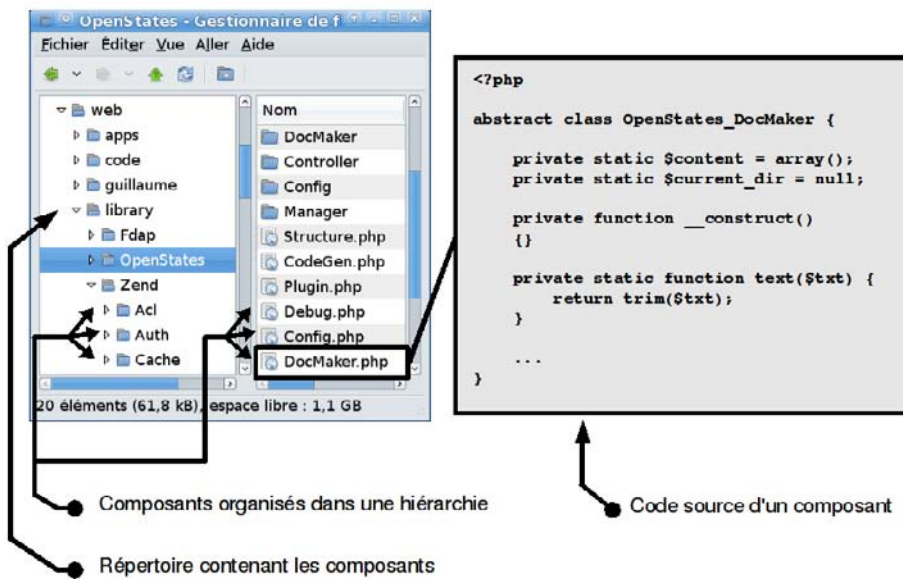 OpenStates - Gestionnaire de f
Fichier Éditer Vue Aller Aide
web
apps
code
guillaume
library
Fdap
OpenStates
Zend
Acl
Auth
Cache
Nom
DocMaker
Controller
Config
Manager
Structure.php
CodeGen.php
Plugin.php
Debug.php
Config.php
DocMaker.php
20 éléments (61,8 kB), espace libre : 1,1 GB
<?php
abstract class OpenStates_DocMaker {
private static $content = array();
private static $current_dir = null;
private function __construct()
{}
private static function text($txt) {
return trim($txt);
}
...
}
Composants organisés dans une hiérarchie
Code source d'un composant
Répertoire contenant les composants